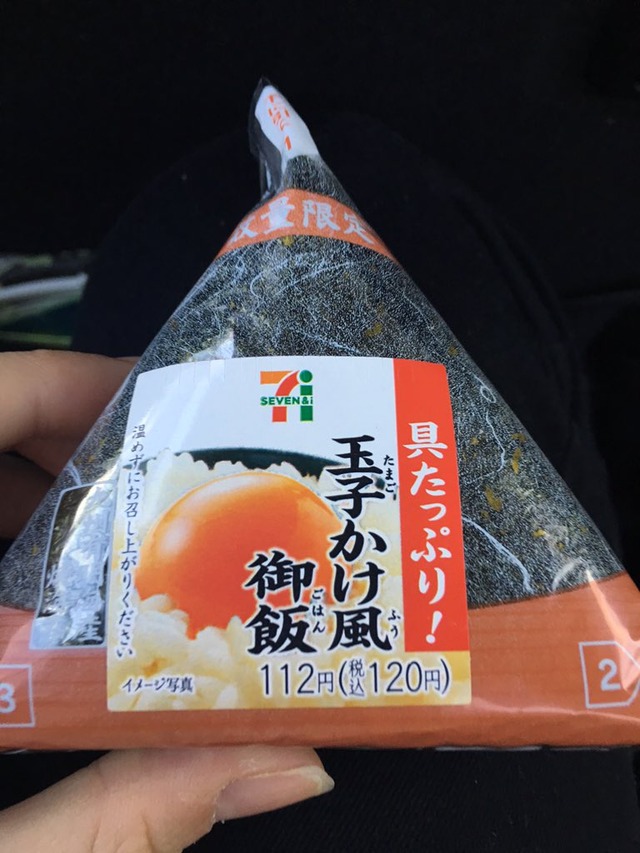 数量限定
SEVEN&i
具たっぷり!
玉子かけ風
たまご
ふう
御飯
ごはん
温めずにお召し上がりください
イメージ写真
112円(税込120円)
3
2